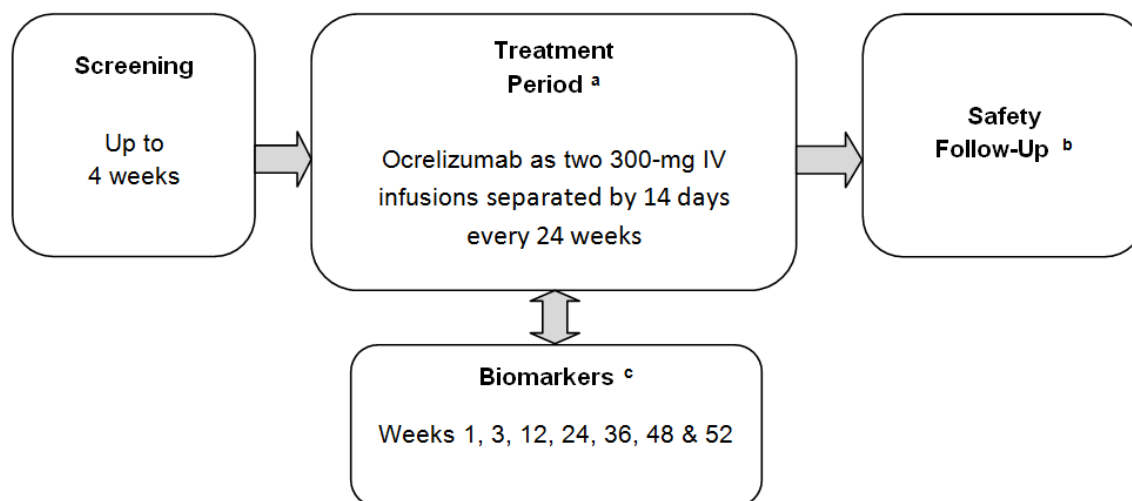 Screening
Up to
4 weeks
Treatment
Period a
Ocrelizumab as two 300-mg IV
infusions separated by 14 days
every 24 weeks
Safety
Follow-Up b
Biomarkers c
Weeks 1, 3, 12, 24, 36, 48 & 52